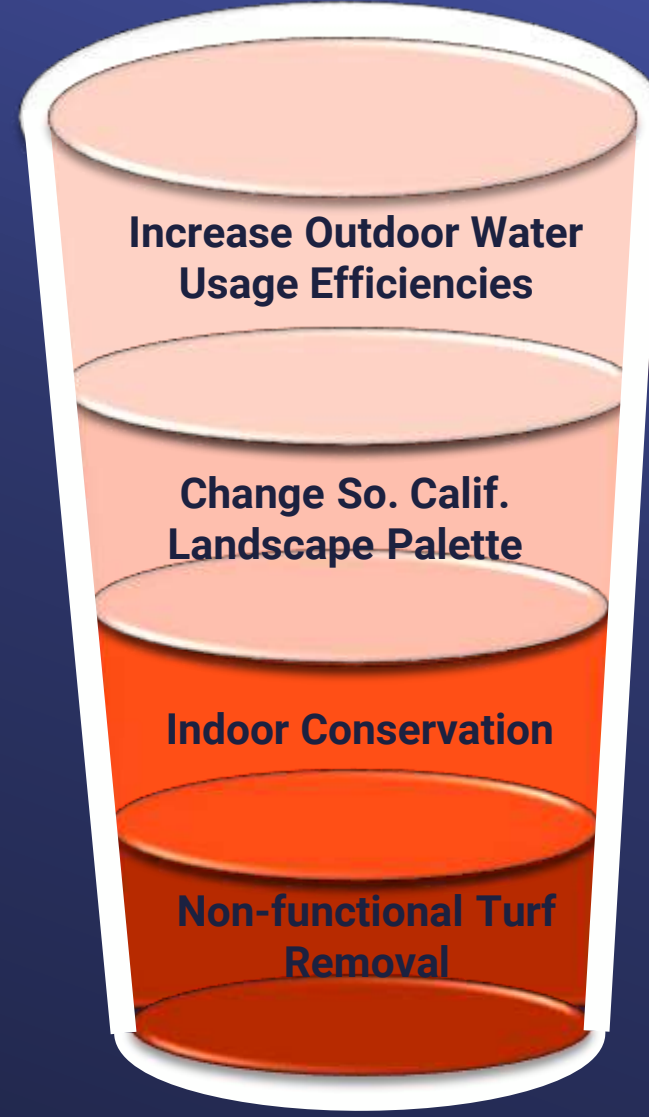 Increase Outdoor Water
Usage Efficiencies
Change So. Calif.
Landscape Palette
Indoor Conservation
Non-functional Turf
Removal